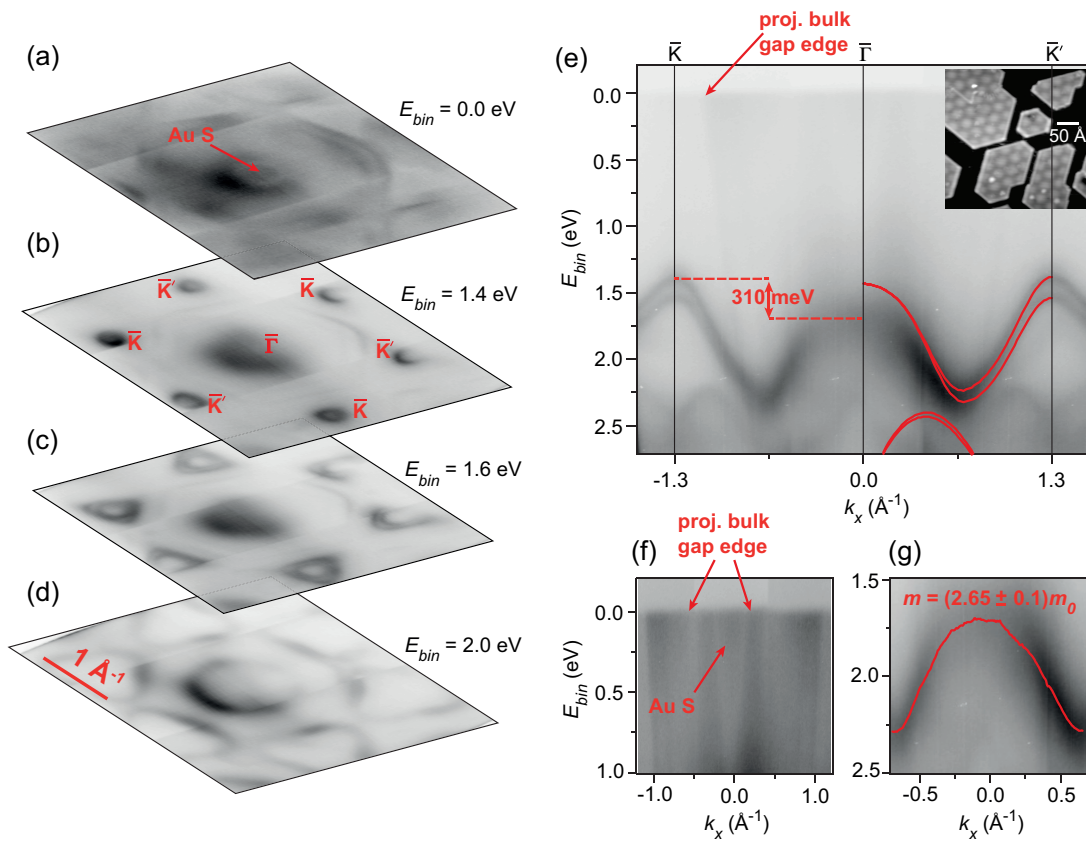 (a)
E_bin = 0.0 eV
Au S
(b)
E_bin = 1.4 eV
K̅′
K̅
K̅
Γ̅
K̅′
K̅′
K̅
(c)
E_bin = 1.6 eV
(d)
E_bin = 2.0 eV
1 Å⁻¹
proj. bulk
gap edge
(e)
K̅
Γ̅
K̅′
0.0
0.5
1.0
1.5
2.0
2.5
E_bin (eV)
50 Å
310 meV
-1.3
0.0
1.3
k_x (Å⁻¹)
proj. bulk
gap edge
(f)
0.0
0.5
1.0
E_bin (eV)
Au S
-1.0
0.0
1.0
k_x (Å⁻¹)
(g)
1.5
2.0
2.5
m = (2.65 ± 0.1)m₀
-0.5
0.0
0.5
k_x (Å⁻¹)